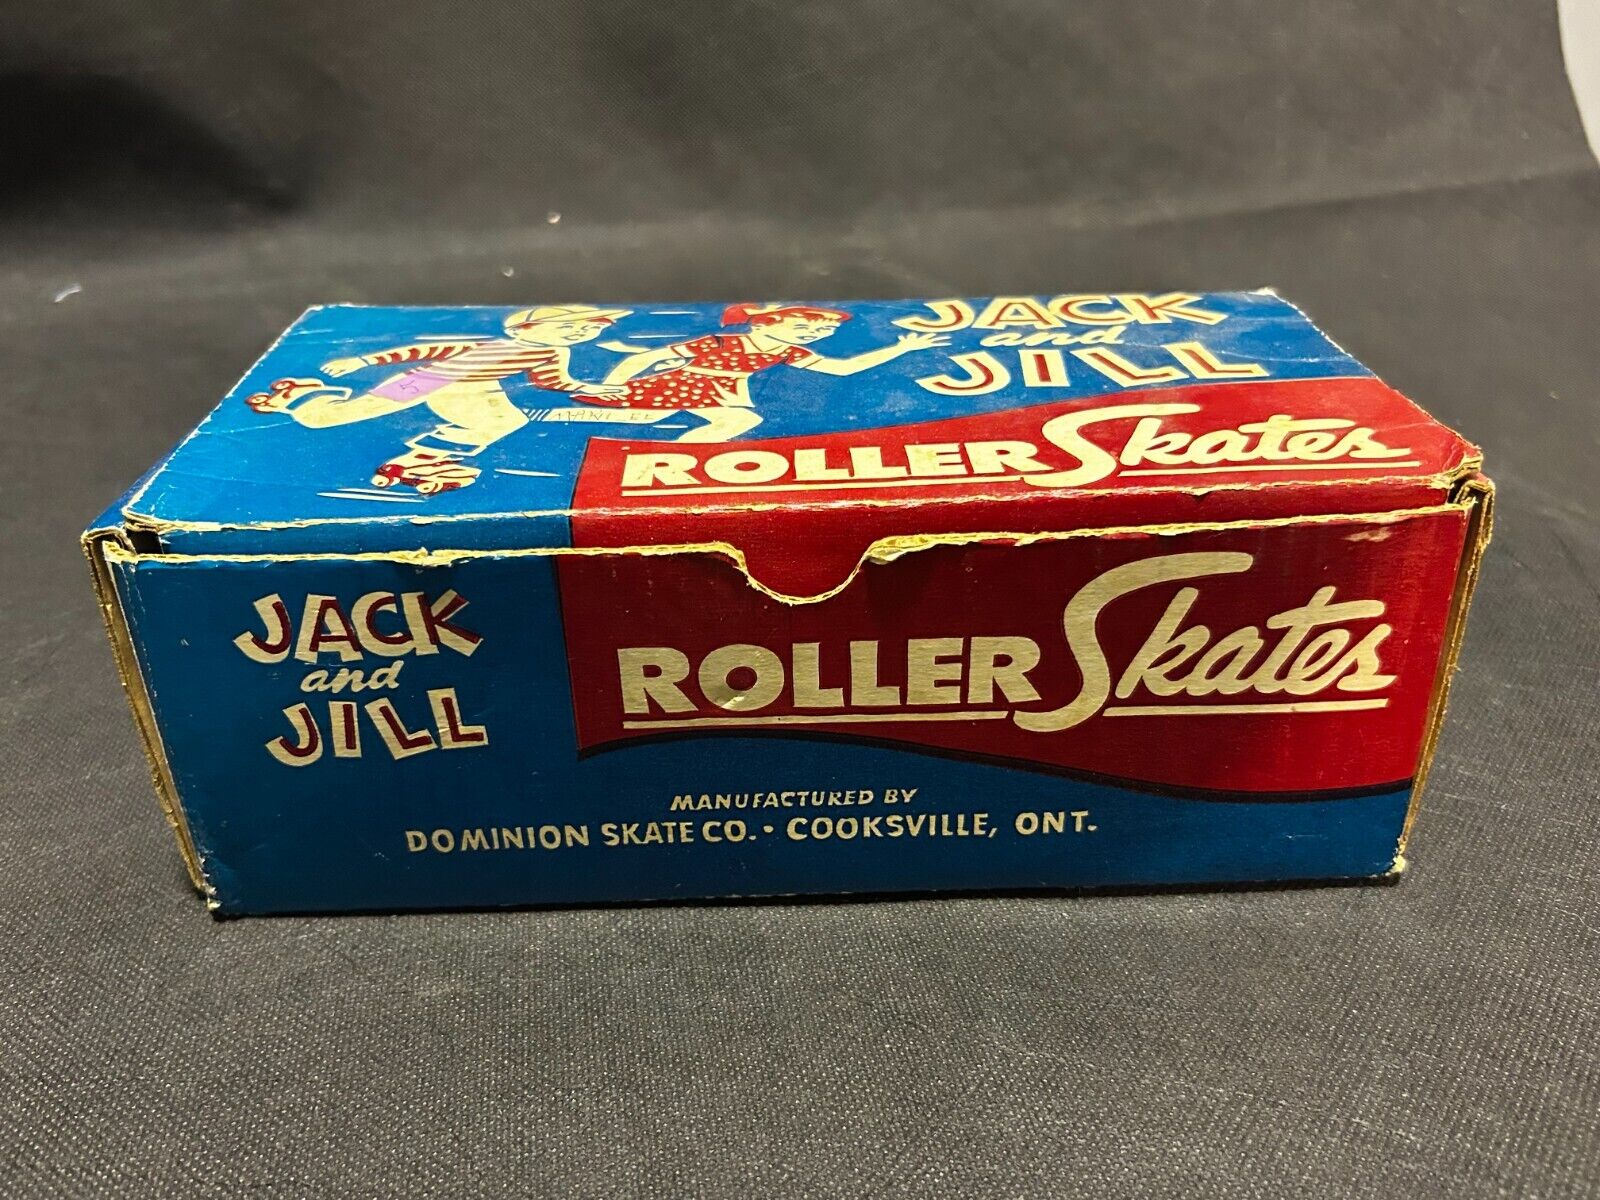 JACK
and
JILL
ROLLER Skates
JACK
and
JILL
ROLLER Skates
MANUFACTURED BY
DOMINION SKATE CO. • COOKSVILLE, ONT.